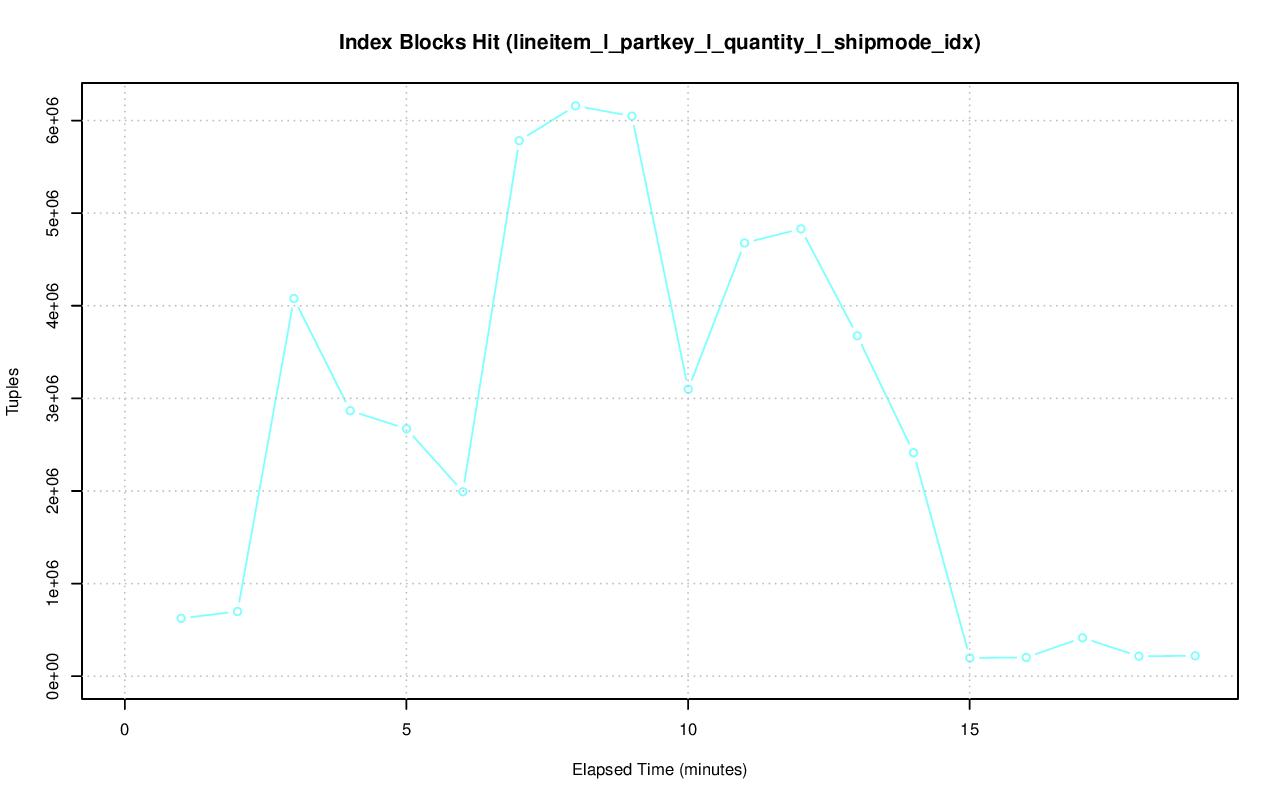 Index Blocks Hit (lineitem_l_partkey_l_quantity_l_shipmode_idx)
Tuples
6e+06
5e+06
4e+06
3e+06
2e+06
1e+06
0e+00
0 5 10 15
Elapsed Time (minutes)